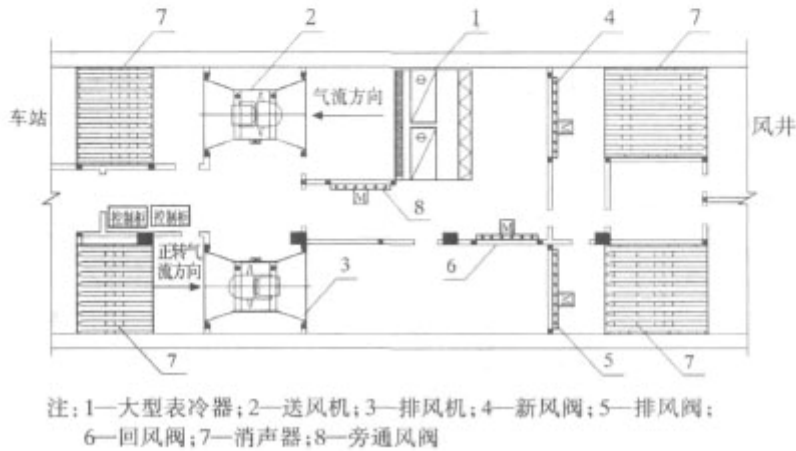 7 2 1 4 7
车站
气流方向
风井
M
M 8
控制柜 控制柜
M
正转气
流方向
3
6
M
7 5 7
注:1—大型表冷器;2—送风机;3—排风机;4—新风阀;5—排风阀;
6—回风阀;7—消声器;8—旁通风阀